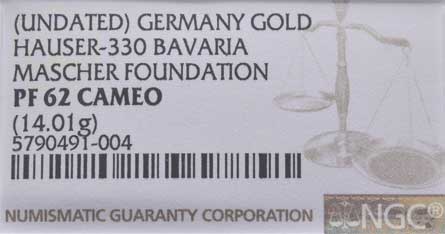 (UNDATED) GERMANY GOLD
HAUSER-330 BAVARIA
MASCHER FOUNDATION
PF 62 CAMEO
(14.01g)
5790491-004
NUMISMATIC GUARANTY CORPORATION
NGC®